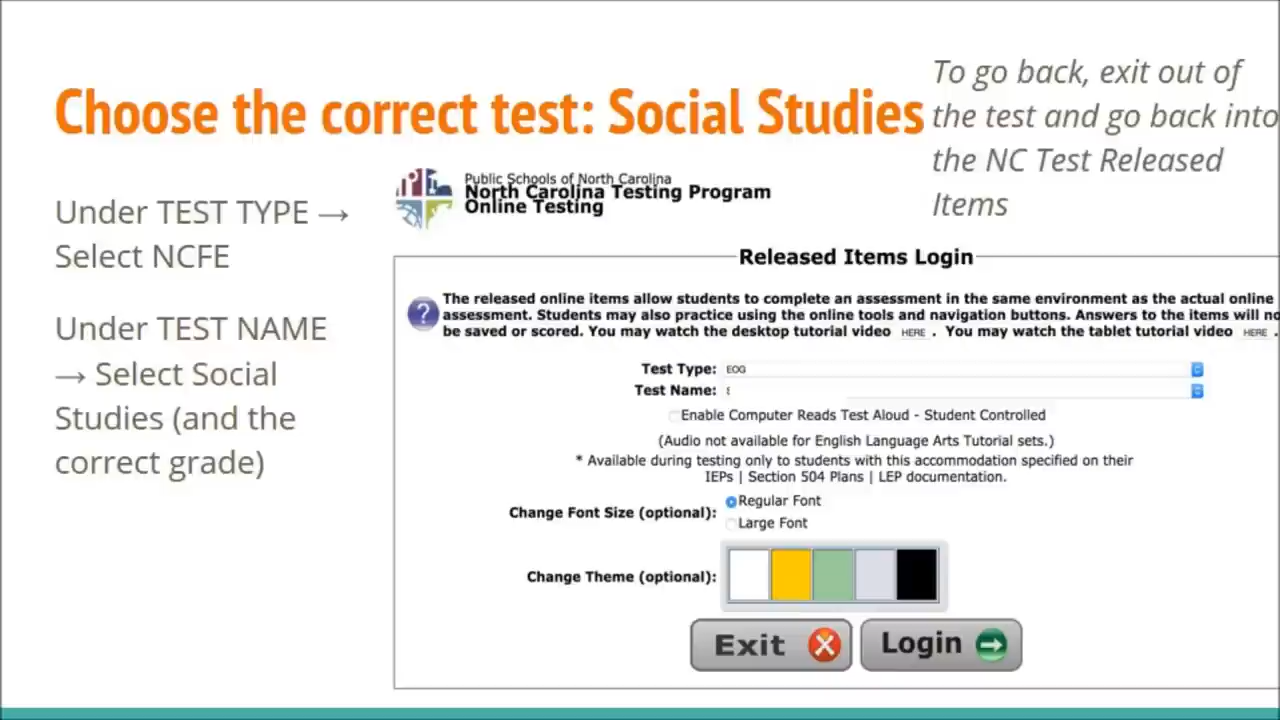 Choose the correct test: Social Studies
To go back, exit out of
the test and go back into
the NC Test Released
Items
Under TEST TYPE →
Select NCFE
Under TEST NAME
→ Select Social
Studies (and the
correct grade)
Public Schools of North Carolina
North Carolina Testing Program
Online Testing
Released Items Login
?
The released online items allow students to complete an assessment in the same environment as the actual online
assessment. Students may also practice using the online tools and navigation buttons. Answers to the items will no
be saved or scored. You may watch the desktop tutorial video HERE . You may watch the tablet tutorial video HERE .
Test Type: EOG
Test Name:
Enable Computer Reads Test Aloud - Student Controlled
(Audio not available for English Language Arts Tutorial sets.)
* Available during testing only to students with this accommodation specified on their
IEPs | Section 504 Plans | LEP documentation.
Change Font Size (optional): Regular Font
Large Font
Change Theme (optional):
Exit Login